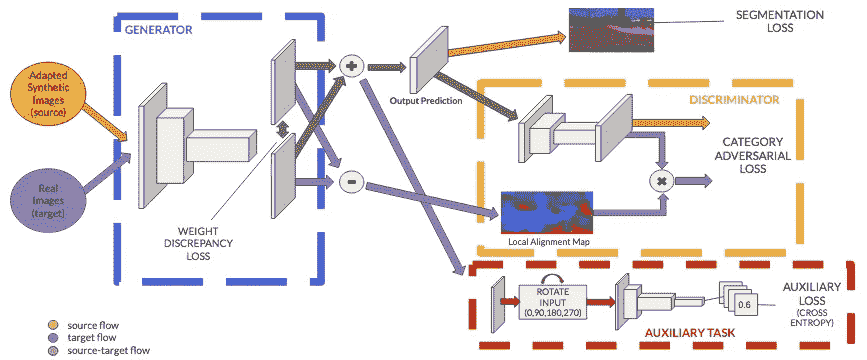 GENERATOR
SEGMENTATION
LOSS
Adapted
Synthetic
Images
(source)
+
Output Prediction
DISCRIMINATOR
CATEGORY
ADVERSARIAL
LOSS
Real
Images
(target)
-
×
WEIGHT
DISCREPANCY
LOSS
Local Alignment Map
ROTATE
INPUT
(0,90,180,270)
0.6
AUXILIARY
LOSS
(CROSS
ENTROPY)
AUXILIARY TASK
source flow
target flow
source-target flow